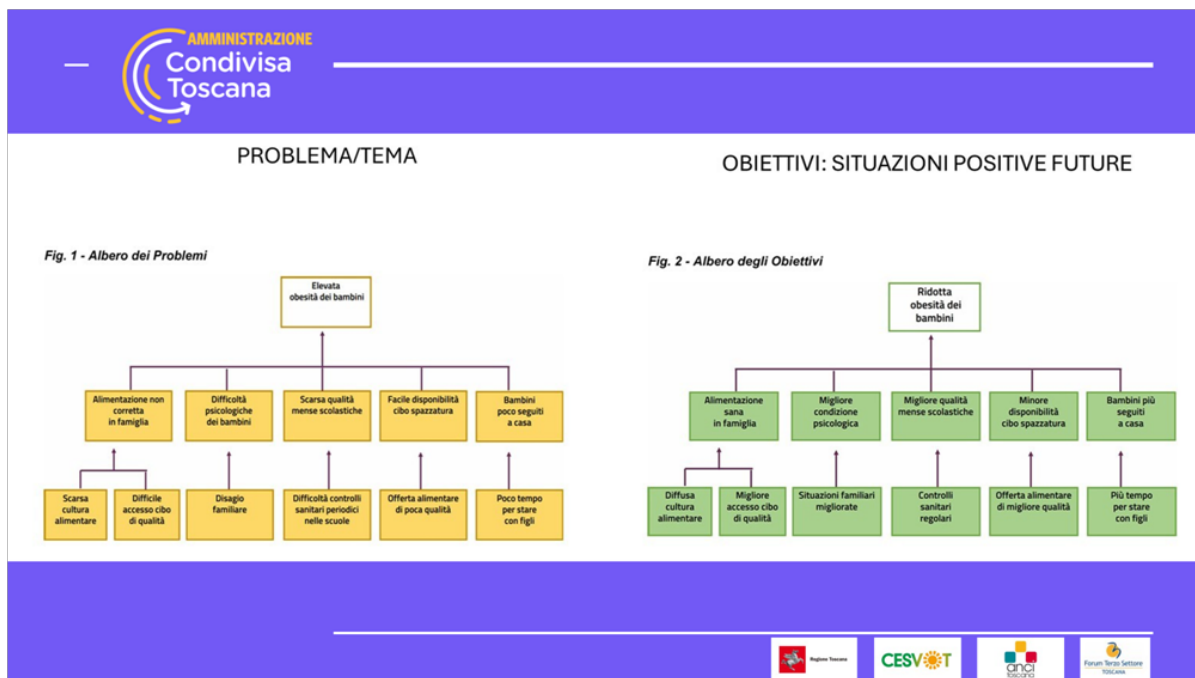 AMMINISTRAZIONE
Condivisa
Toscana
PROBLEMA/TEMA
OBIETTIVI: SITUAZIONI POSITIVE FUTURE
Fig. 1 - Albero dei Problemi
Elevata
obesità dei bambini
Alimentazione non
corretta
in famiglia
Difficoltà
psicologiche
dei bambini
Scarsa qualità
mense scolastiche
Facile disponibilità
cibo spazzatura
Bambini
poco seguiti
a casa
Scarsa
cultura
alimentare
Difficile
accesso cibo
di qualità
Disagio
familiare
Difficoltà controlli
sanitari periodici
nelle scuole
Offerta alimentare
di poca qualità
Poco tempo
per stare
con figli
Fig. 2 - Albero degli Obiettivi
Ridotta
obesità dei
bambini
Alimentazione
sana
in famiglia
Migliore
condizione
psicologica
Migliore qualità
mense scolastiche
Minore
disponibilità
cibo spazzatura
Bambini più
seguiti
a casa
Diffusa
cultura
alimentare
Migliore
accesso cibo
di qualità
Situazioni familiari
migliorate
Controlli
sanitari
regolari
Offerta alimentare
di migliore qualità
Più tempo
per stare
con figli
Regione Toscana
CESVOT
anci
toscana
Forum Terzo Settore
TOSCANA